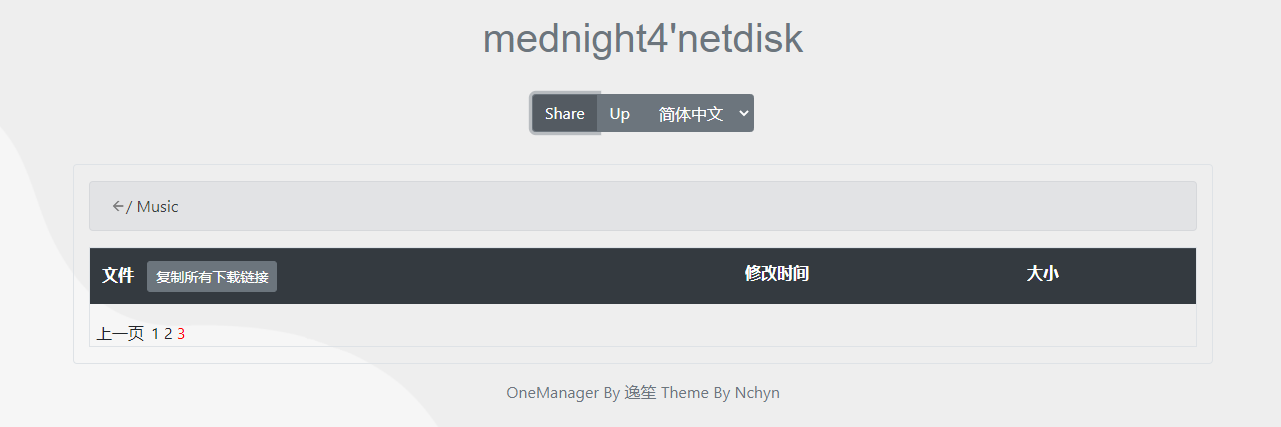 mednight4'netdisk
Share Up 简体中文
/ Music
文件 复制所有下载链接 修改时间 大小
上一页 1 2 3
OneManager By 逸笙 Theme By Nchyn